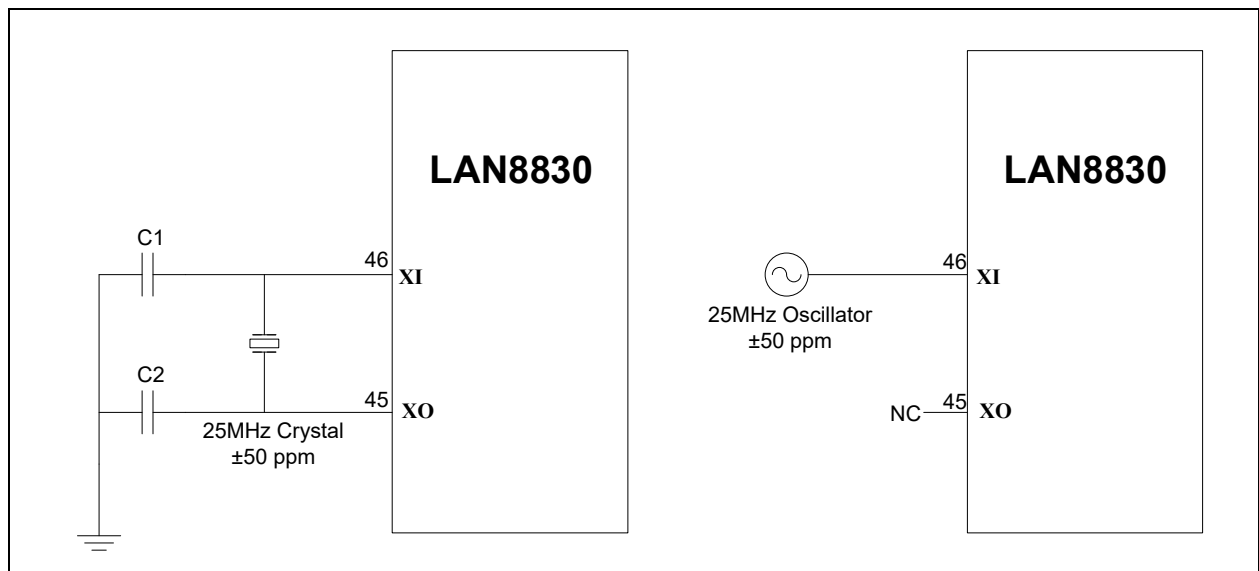 LAN8830
C1
46
XI
C2
45
XO
25MHz Crystal
±50 ppm
LAN8830
46
XI
25MHz Oscillator
±50 ppm
NC
45
XO